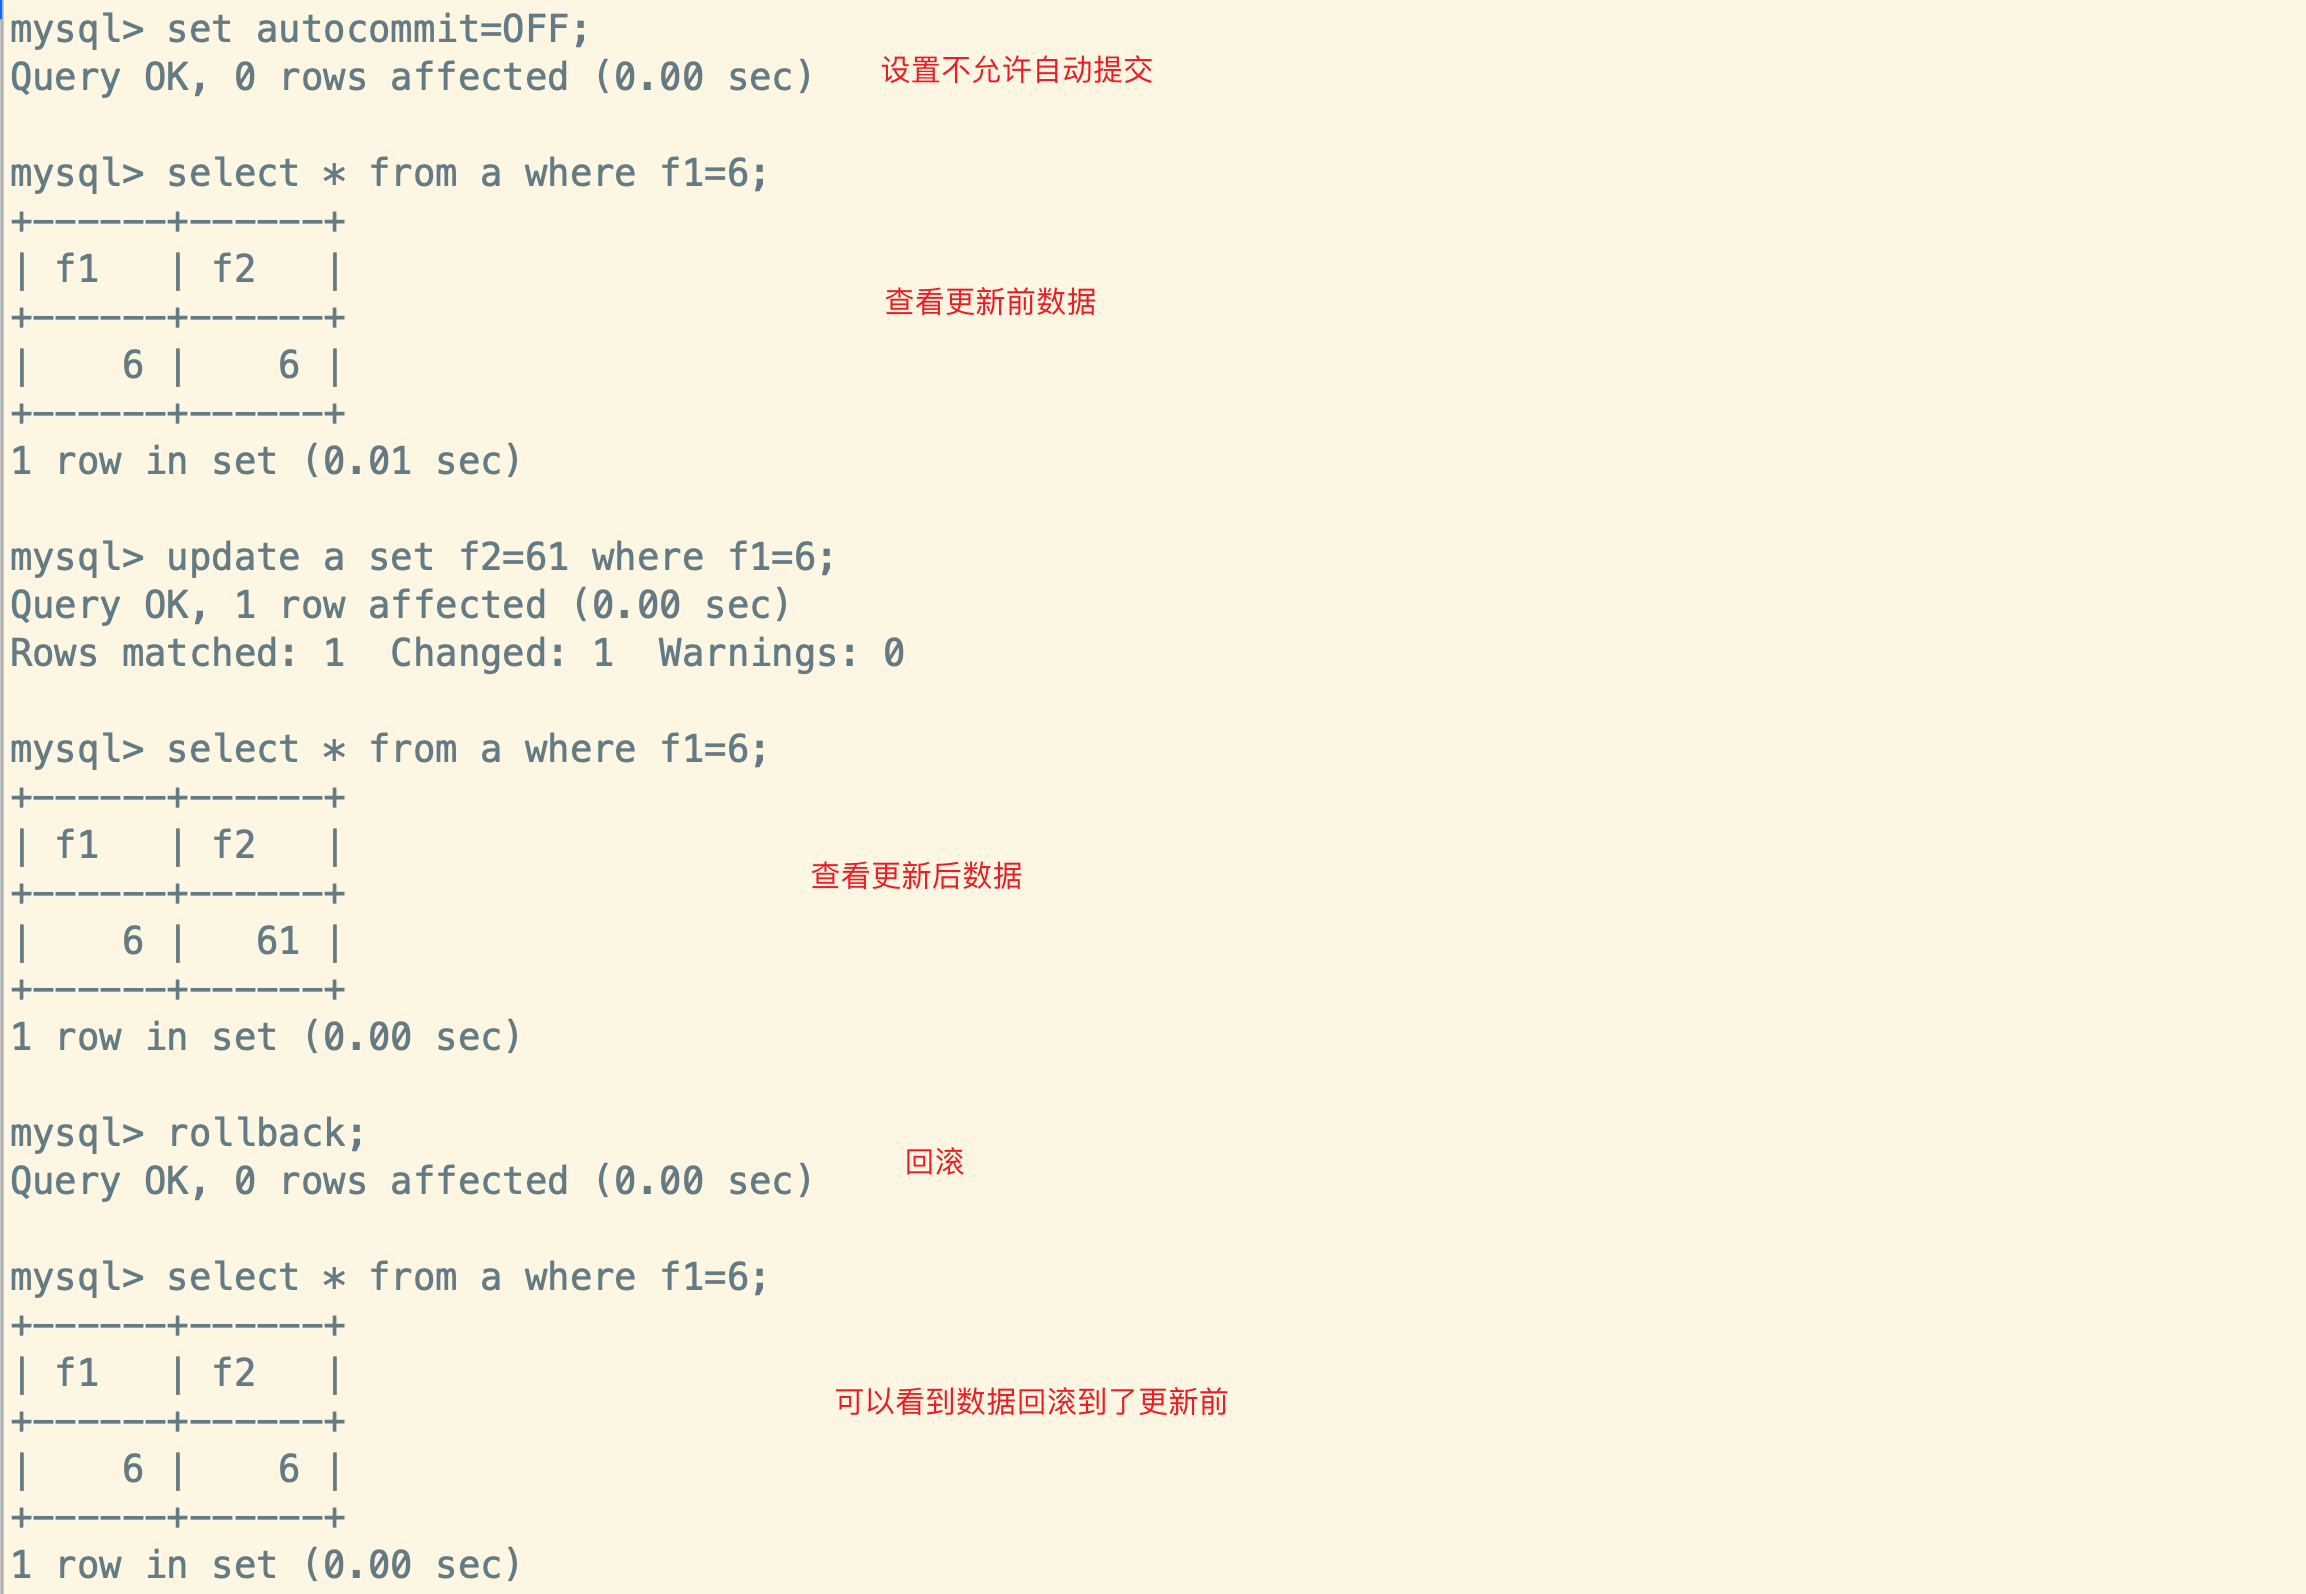 mysql> set autocommit=OFF;
Query OK, 0 rows affected (0.00 sec)
设置不允许自动提交
mysql> select * from a where f1=6;
+------+------+
| f1   | f2   |
+------+------+
查看更新前数据
|    6 |    6 |
+------+------+
1 row in set (0.01 sec)
mysql> update a set f2=61 where f1=6;
Query OK, 1 row affected (0.00 sec)
Rows matched: 1  Changed: 1  Warnings: 0
mysql> select * from a where f1=6;
+------+------+
| f1   | f2   |
+------+------+
查看更新后数据
|    6 |   61 |
+------+------+
1 row in set (0.00 sec)
mysql> rollback;
Query OK, 0 rows affected (0.00 sec)
回滚
mysql> select * from a where f1=6;
+------+------+
| f1   | f2   |
+------+------+
可以看到数据回滚到了更新前
|    6 |    6 |
+------+------+
1 row in set (0.00 sec)